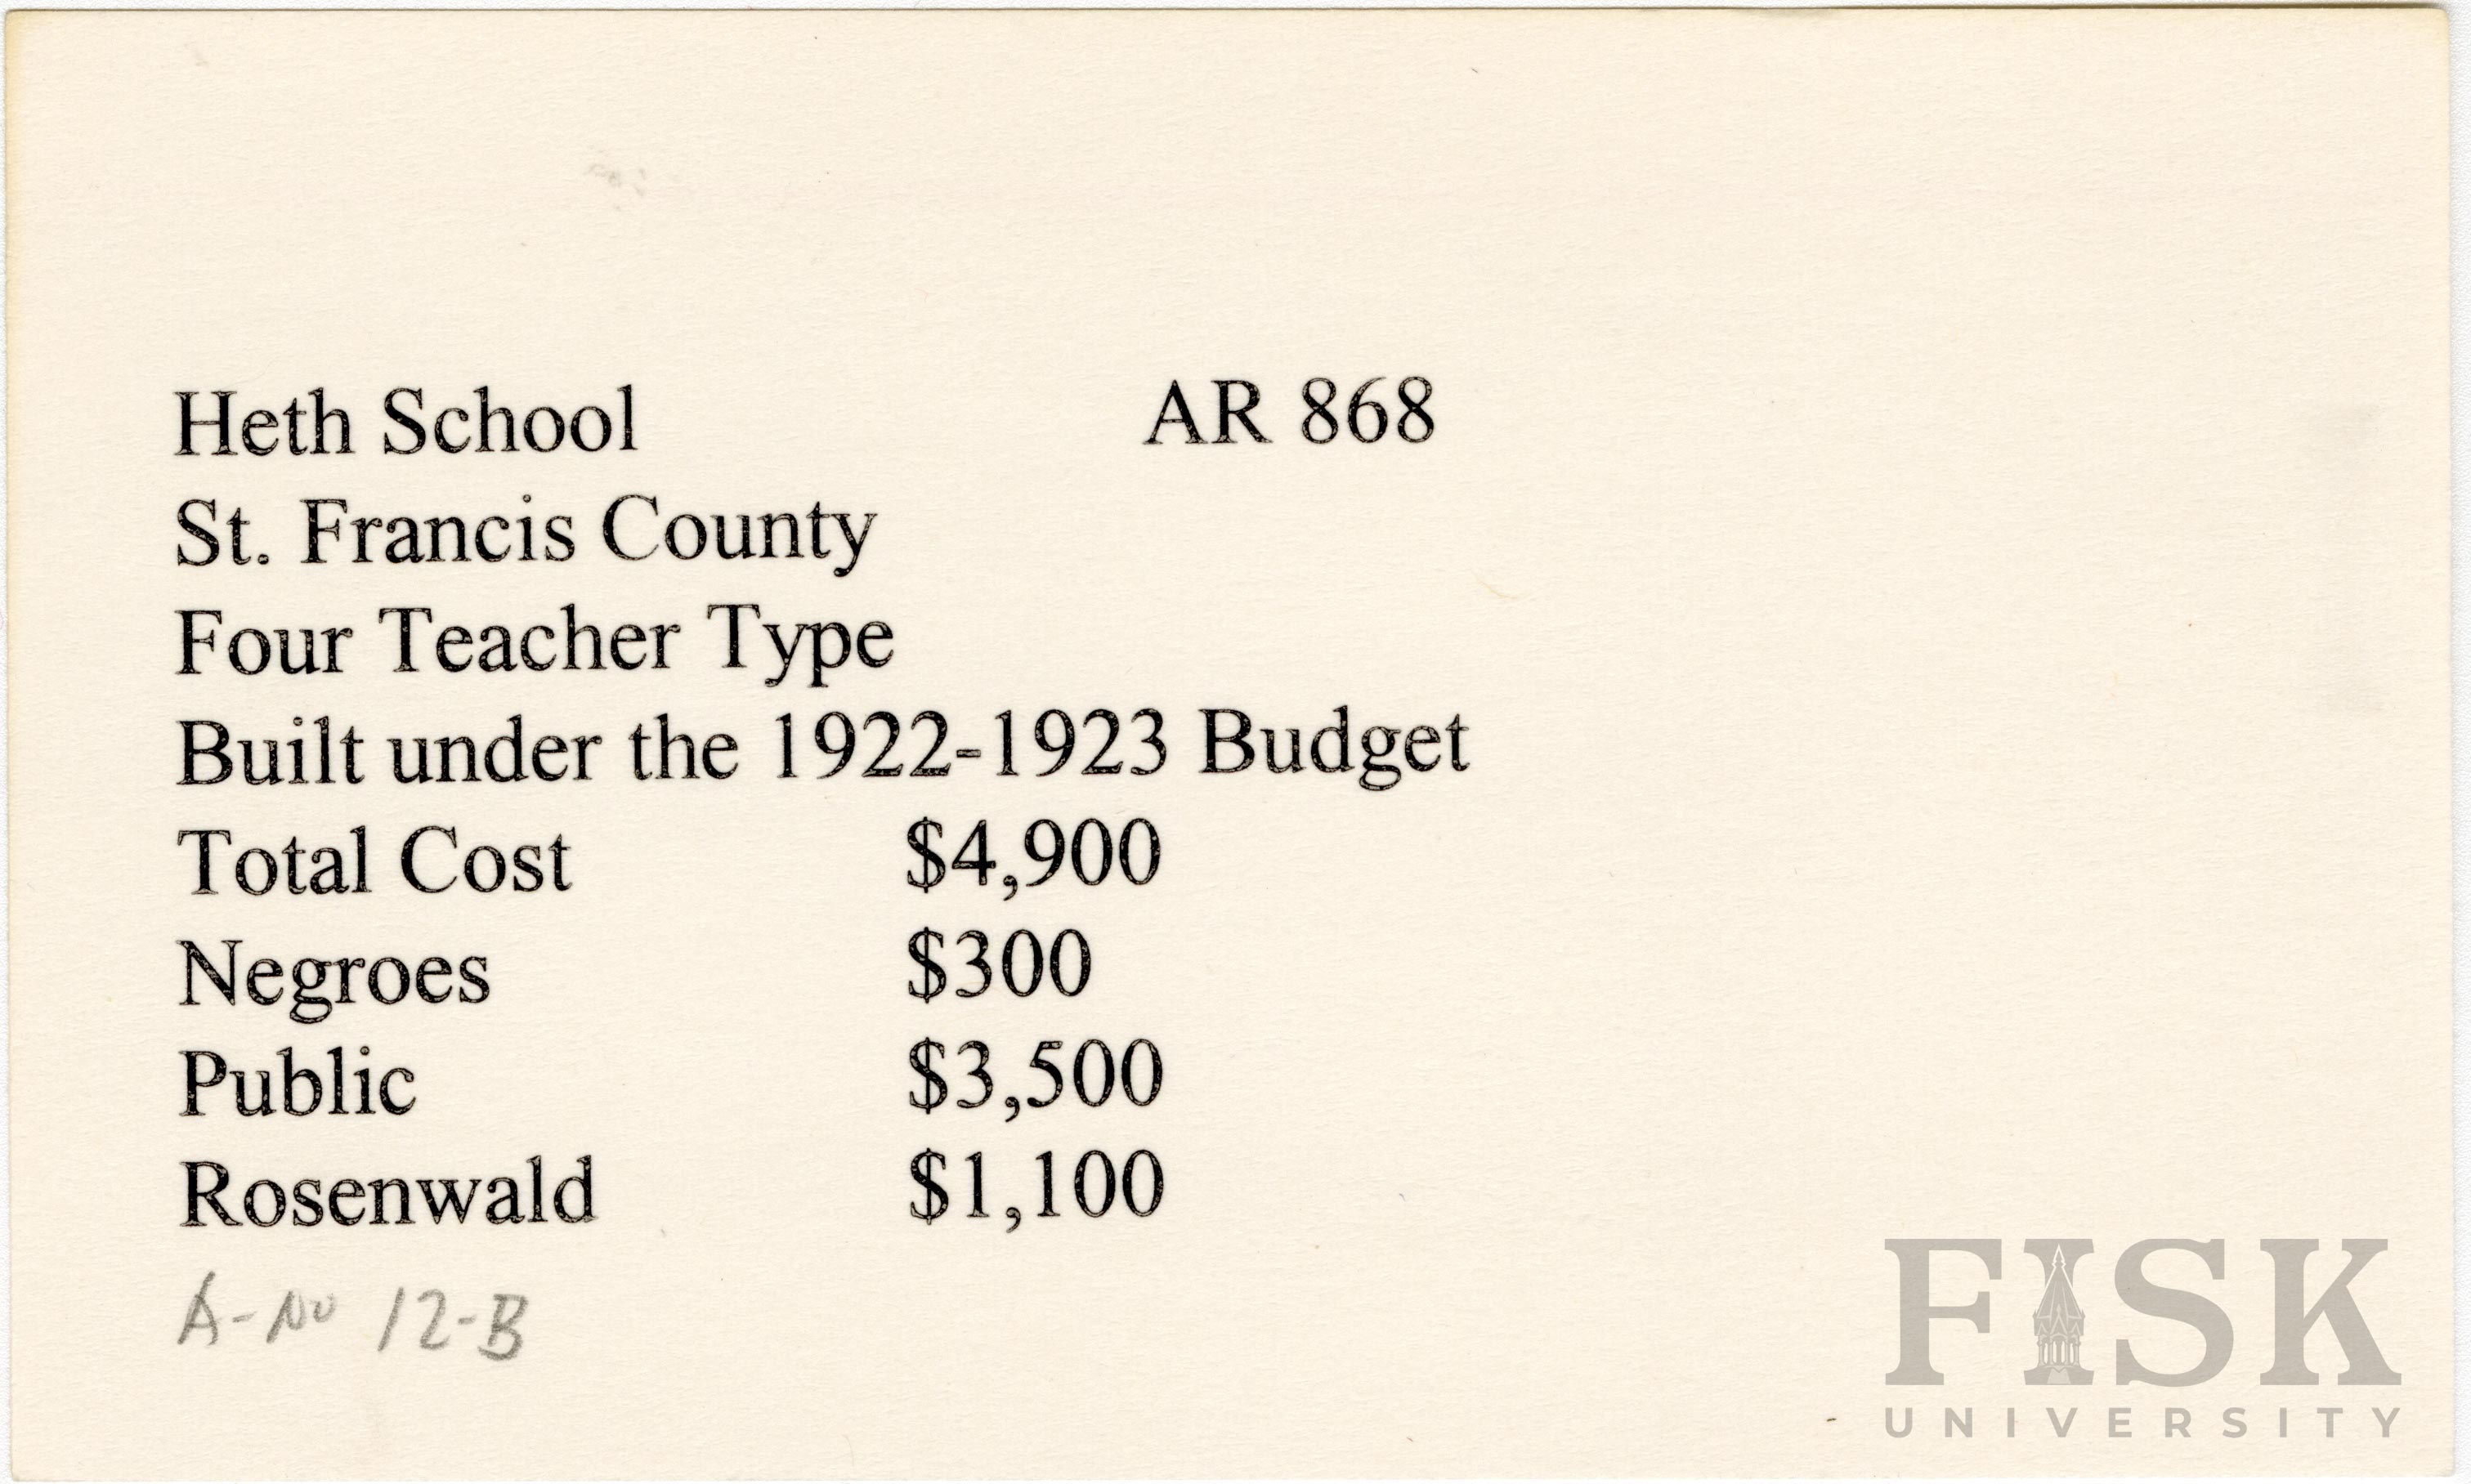 Heth School AR 868
St. Francis County
Four Teacher Type
Built under the 1922-1923 Budget
Total Cost $4,900
Negroes $300
Public $3,500
Rosenwald $1,100
A-No 12-B
FISK
UNIVERSITY